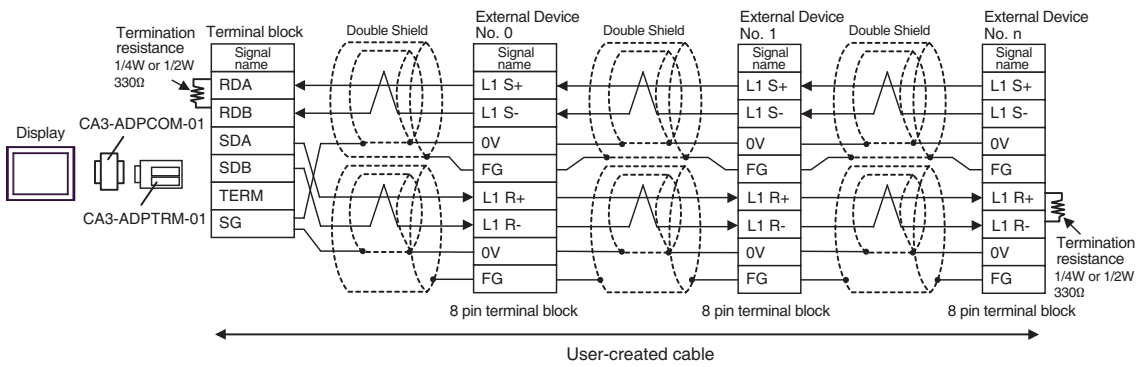 Termination
resistance
1/4W or 1/2W
330Ω
Display
CA3-ADPCOM-01
CA3-ADPTRM-01
Terminal block
Signal
name
RDA
RDB
SDA
SDB
TERM
SG
Double Shield
External Device
No. 0
Signal
name
L1 S+
L1 S-
0V
FG
L1 R+
L1 R-
0V
FG
8 pin terminal block
Double Shield
External Device
No. 1
Signal
name
L1 S+
L1 S-
0V
FG
L1 R+
L1 R-
0V
FG
8 pin terminal block
Double Shield
External Device
No. n
Signal
name
L1 S+
L1 S-
0V
FG
L1 R+
L1 R-
0V
FG
8 pin terminal block
Termination
resistance
1/4W or 1/2W
330Ω
User-created cable